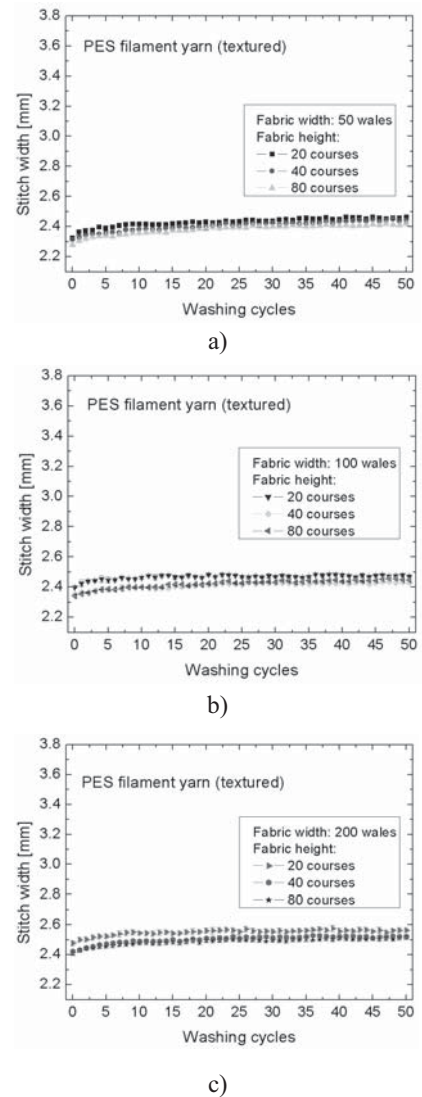 3.8
3.6
3.4
3.2
3.0
2.8
2.6
2.4
2.2
Stitch width [mm]
PES filament yarn (textured)
Fabric width: 50 wales
Fabric height:
20 courses
40 courses
80 courses
0 5 10 15 20 25 30 35 40 45 50
Washing cycles
a)
3.8
3.6
3.4
3.2
3.0
2.8
2.6
2.4
2.2
Stitch width [mm]
PES filament yarn (textured)
Fabric width: 100 wales
Fabric height:
20 courses
40 courses
80 courses
0 5 10 15 20 25 30 35 40 45 50
Washing cycles
b)
3.8
3.6
3.4
3.2
3.0
2.8
2.6
2.4
2.2
Stitch width [mm]
PES filament yarn (textured)
Fabric width: 200 wales
Fabric height:
20 courses
40 courses
80 courses
0 5 10 15 20 25 30 35 40 45 50
Washing cycles
c)